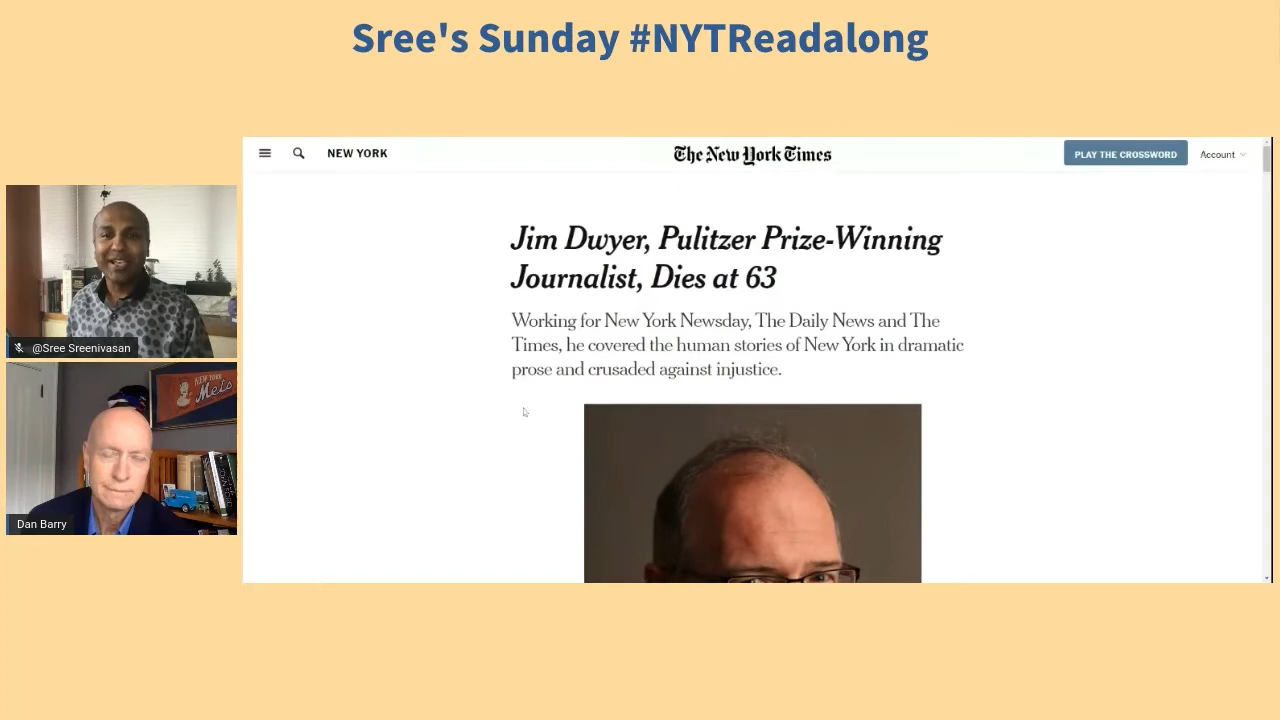 Sree's Sunday #NYTReadalong
NEW YORK
The New York Times
PLAY THE CROSSWORD
Account
Jim Dwyer, Pulitzer Prize-Winning
Journalist, Dies at 63
Working for New York Newsday, The Daily News and The
Times, he covered the human stories of New York in dramatic
prose and crusaded against injustice.
@Sree Sreenivasan
NEW YORK
Mets
Dan Barry